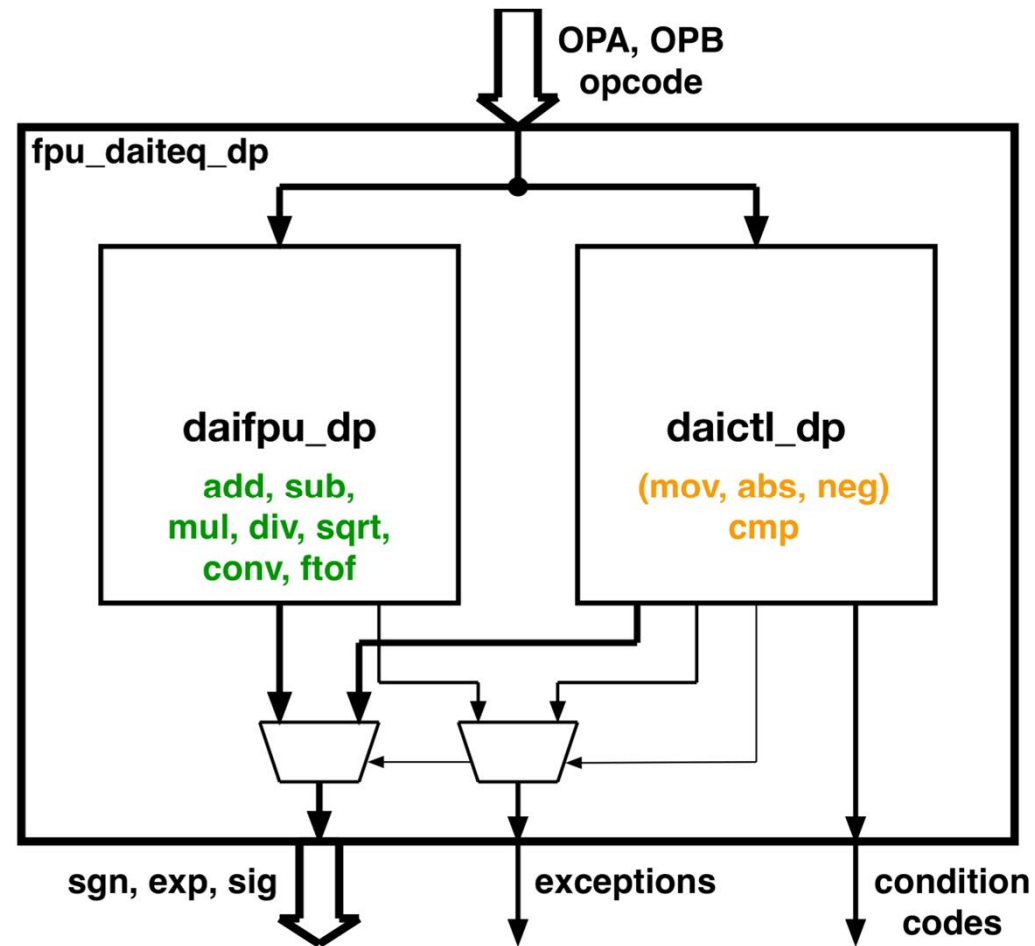 OPA, OPB
opcode
fpu_daiteq_dp
daifpu_dp
add, sub,
mul, div, sqrt,
conv, ftof
daictl_dp
(mov, abs, neg)
cmp
sgn, exp, sig
exceptions
condition
codes